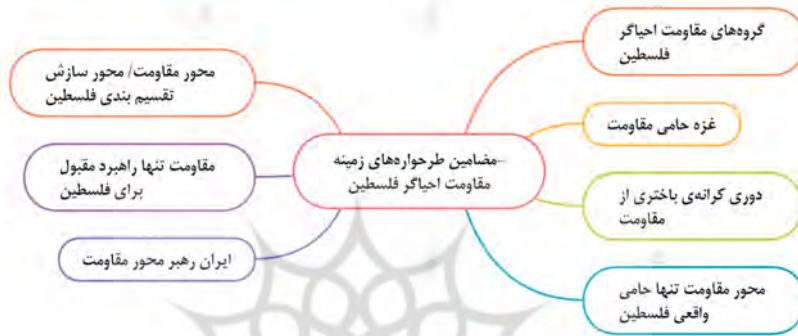 گروه‌های مقاومت احیاگر
فلسطین
غزه حامی مقاومت
دوری کرانه‌ی باختری از
مقاومت
محور مقاومت تنها حامی
واقعی فلسطین
-مضامین طرحواره‌های زمینه
مقاومت احیاگر فلسطین
محور مقاومت/ محور سازش
تقسیم بندی فلسطین
مقاومت تنها راهبرد مقبول
برای فلسطین
ایران رهبر محور مقاومت